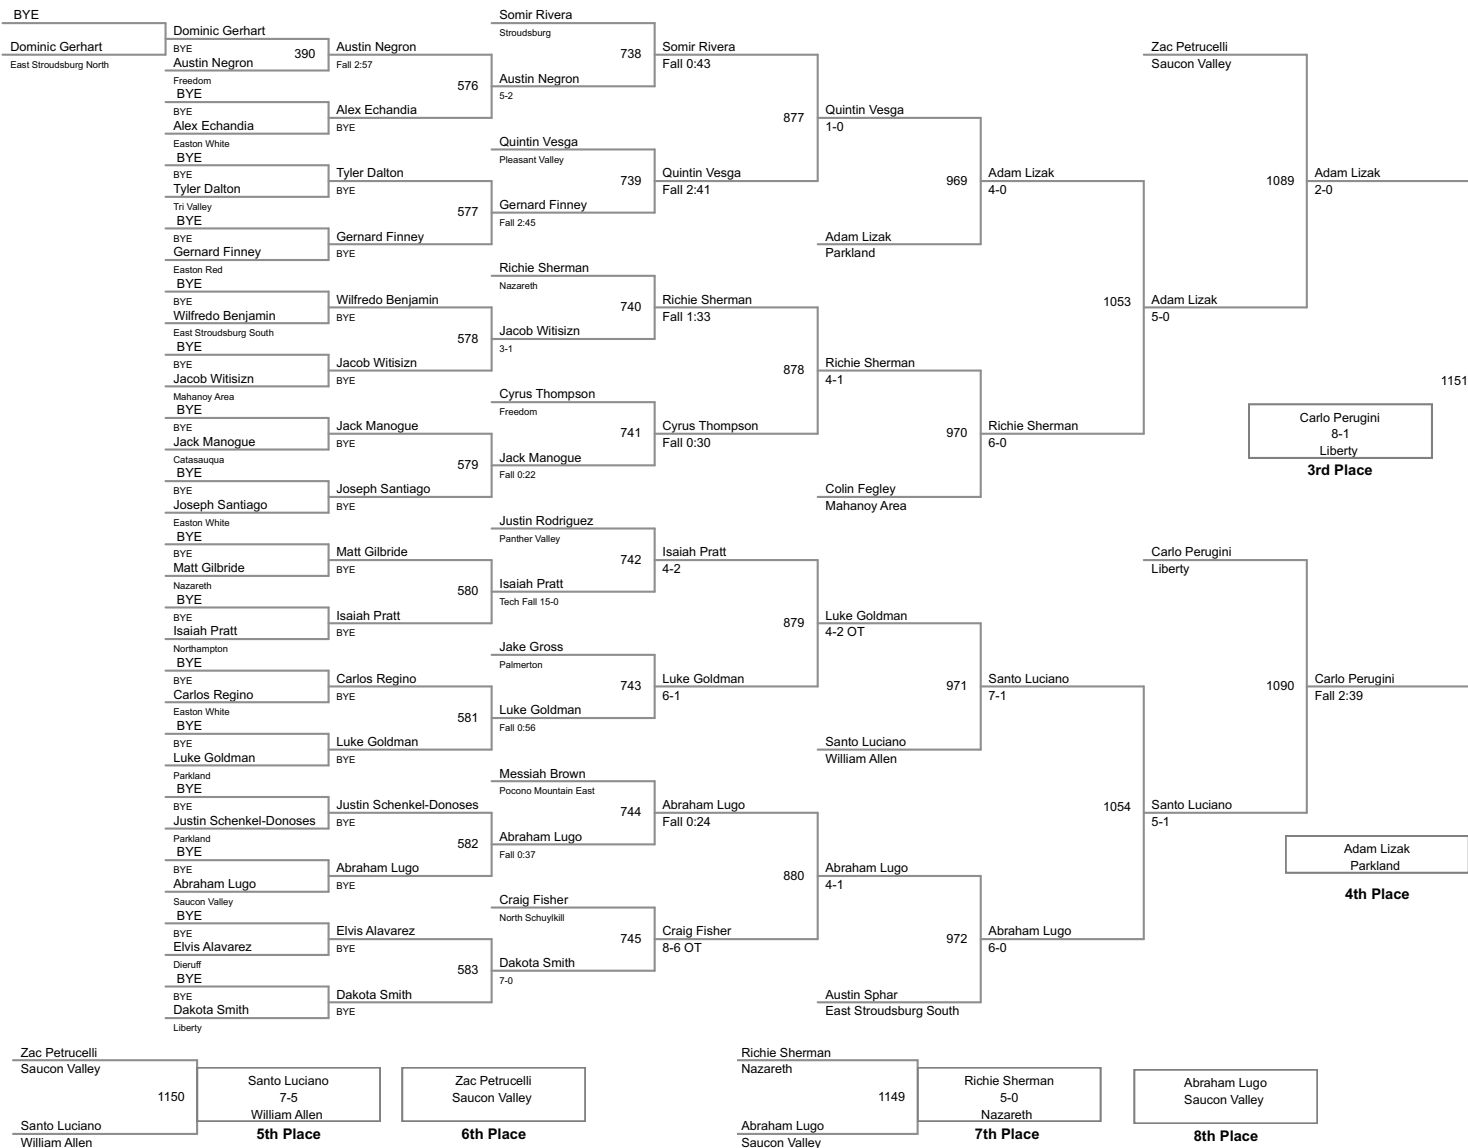 BYE
Dominic Gerhart
East Stroudsburg North
Dominic Gerhart
BYE
390
Austin Negron
Freedom
BYE
BYE
Alex Echandia
Easton White
BYE
BYE
Tyler Dalton
Tri Valley
BYE
BYE
Gernard Finney
Easton Red
BYE
BYE
Wilfredo Benjamin
East Stroudsburg South
BYE
BYE
Jacob Witisizn
Mahanoy Area
BYE
BYE
Jack Manogue
Catasauqua
BYE
BYE
Joseph Santiago
Easton White
BYE
BYE
Matt Gilbride
Nazareth
BYE
BYE
Isaiah Pratt
Northampton
BYE
BYE
Carlos Regino
Easton White
BYE
BYE
Luke Goldman
Parkland
BYE
BYE
Justin Schenkel-Donoses
Parkland
BYE
BYE
Abraham Lugo
Saucon Valley
BYE
BYE
Elvis Alavarez
Dieruff
BYE
BYE
Dakota Smith
Liberty
Austin Negron
Fall 2:57
576
Alex Echandia
BYE
Tyler Dalton
BYE
577
Gernard Finney
BYE
Wilfredo Benjamin
BYE
578
Jacob Witisizn
BYE
Jack Manogue
BYE
579
Joseph Santiago
BYE
Matt Gilbride
BYE
580
Isaiah Pratt
BYE
Carlos Regino
BYE
581
Luke Goldman
BYE
Justin Schenkel-Donoses
BYE
582
Abraham Lugo
BYE
Elvis Alavarez
BYE
583
Dakota Smith
BYE
Somir Rivera
Stroudsburg
738
Austin Negron
5-2
Quintin Vesga
Pleasant Valley
739
Gernard Finney
Fall 2:45
Richie Sherman
Nazareth
740
Jacob Witisizn
3-1
Cyrus Thompson
Freedom
741
Jack Manogue
Fall 0:22
Justin Rodriguez
Panther Valley
742
Isaiah Pratt
Tech Fall 15-0
Jake Gross
Palmerton
743
Luke Goldman
Fall 0:56
Messiah Brown
Pocono Mountain East
744
Abraham Lugo
Fall 0:37
Craig Fisher
North Schuylkill
745
Dakota Smith
7-0
Somir Rivera
Fall 0:43
877
Quintin Vesga
Fall 2:41
Richie Sherman
Fall 1:33
878
Cyrus Thompson
Fall 0:30
Isaiah Pratt
4-2
879
Luke Goldman
6-1
Abraham Lugo
Fall 0:24
880
Craig Fisher
8-6 OT
Quintin Vesga
1-0
969
Adam Lizak
Parkland
Richie Sherman
4-1
970
Colin Fegley
Mahanoy Area
Luke Goldman
4-2 OT
971
Santo Luciano
William Allen
Abraham Lugo
4-1
972
Austin Sphar
East Stroudsburg South
Adam Lizak
4-0
1053
Richie Sherman
6-0
Santo Luciano
7-1
1054
Abraham Lugo
6-0
Zac Petrucelli
Saucon Valley
1089
Adam Lizak
5-0
Carlo Perugini
Liberty
1090
Santo Luciano
5-1
Adam Lizak
2-0
1151
Carlo Perugini
8-1
Liberty
3rd Place
Carlo Perugini
Fall 2:39
Adam Lizak
Parkland
4th Place
Zac Petrucelli
Saucon Valley
1150
Santo Luciano
William Allen
Santo Luciano
7-5
William Allen
5th Place
Zac Petrucelli
Saucon Valley
6th Place
Richie Sherman
Nazareth
1149
Abraham Lugo
Saucon Valley
Richie Sherman
5-0
Nazareth
7th Place
Abraham Lugo
Saucon Valley
8th Place